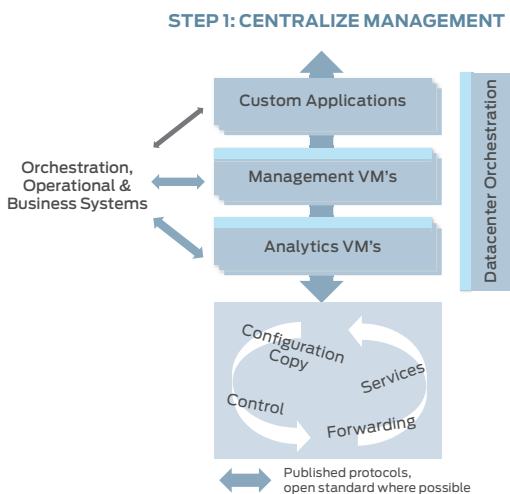 STEP 1: CENTRALIZE MANAGEMENT
Custom Applications
Management VM's
Analytics VM's
Orchestration,
Operational &
Business Systems
Datacenter Orchestration
Configuration
Copy
Services
Control
Forwarding
Published protocols,
open standard where possible